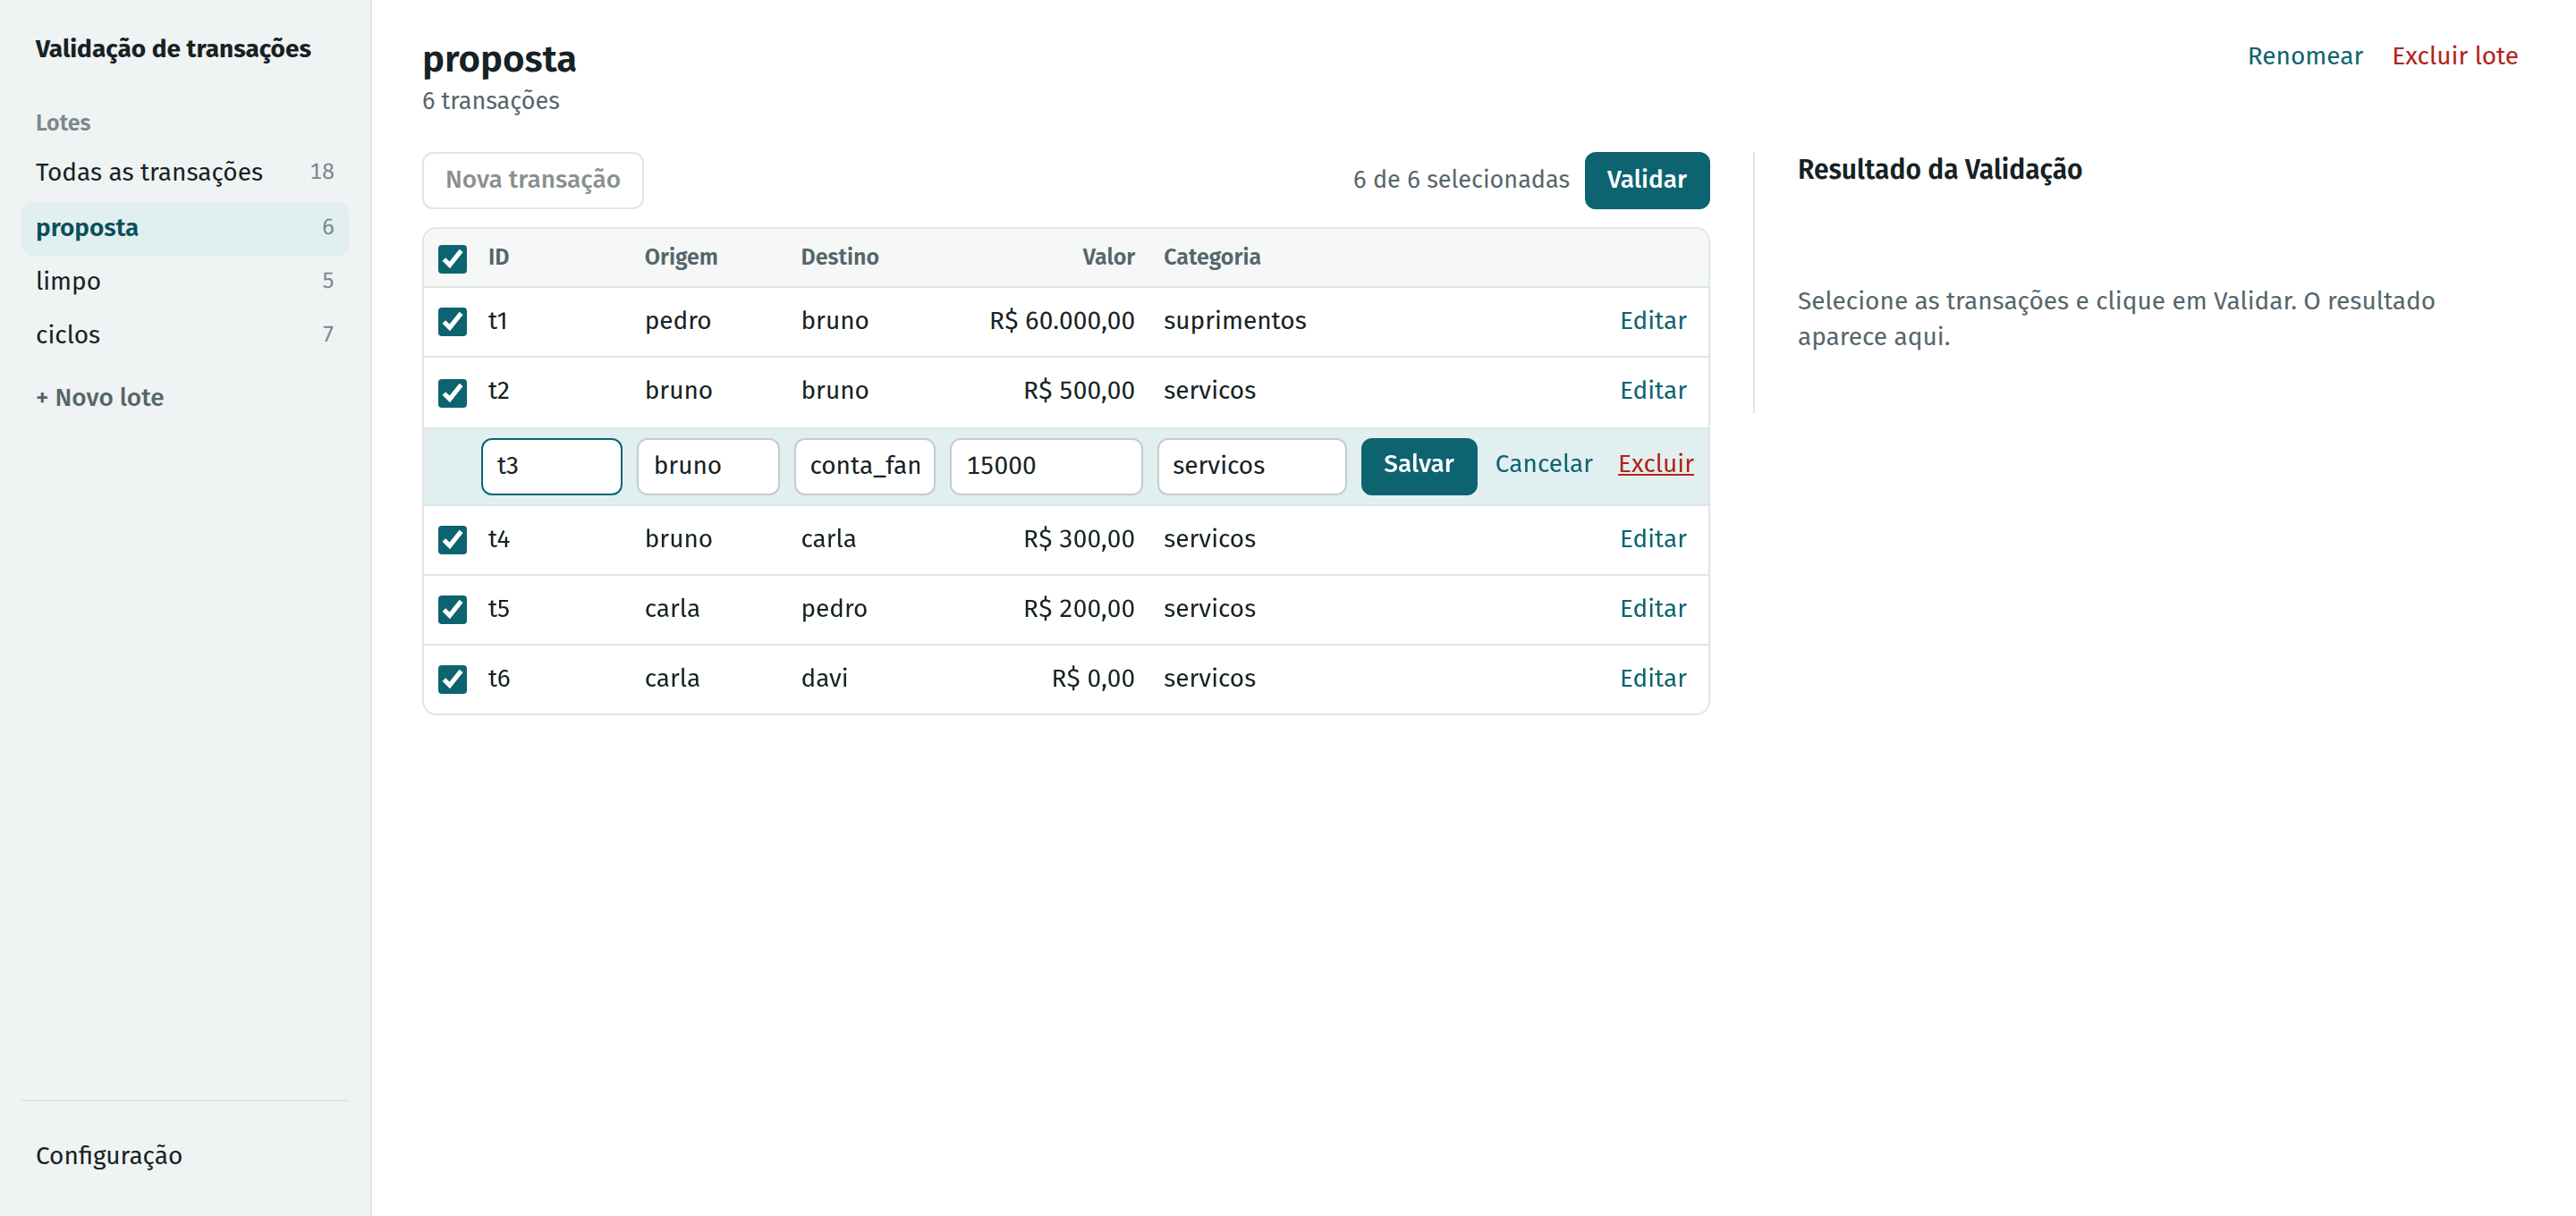 Validação de transações
Lotes
Todas as transações 18
proposta 6
limpo 5
ciclos 7
+ Novo lote
Configuração
proposta
6 transações
Renomear Excluir lote
Nova transação 6 de 6 selecionadas Validar
ID Origem Destino Valor Categoria
t1 pedro bruno R$ 60.000,00 suprimentos Editar
t2 bruno bruno R$ 500,00 servicos Editar
t3 bruno conta_fan 15000 servicos Salvar Cancelar Excluir
t4 bruno carla R$ 300,00 servicos Editar
t5 carla pedro R$ 200,00 servicos Editar
t6 carla davi R$ 0,00 servicos Editar
Resultado da Validação
Selecione as transações e clique em Validar. O resultado
aparece aqui.